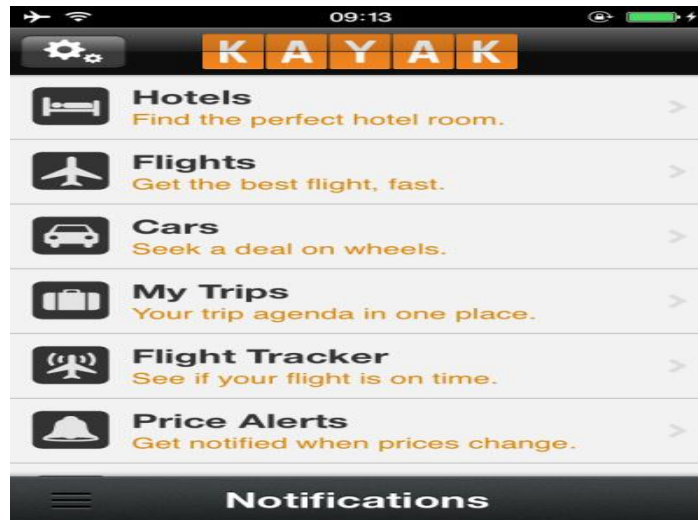 09:13
KAYAK
Hotels
Find the perfect hotel room.
Flights
Get the best flight, fast.
Cars
Seek a deal on wheels.
My Trips
Your trip agenda in one place.
Flight Tracker
See if your flight is on time.
Price Alerts
Get notified when prices change.
Notifications